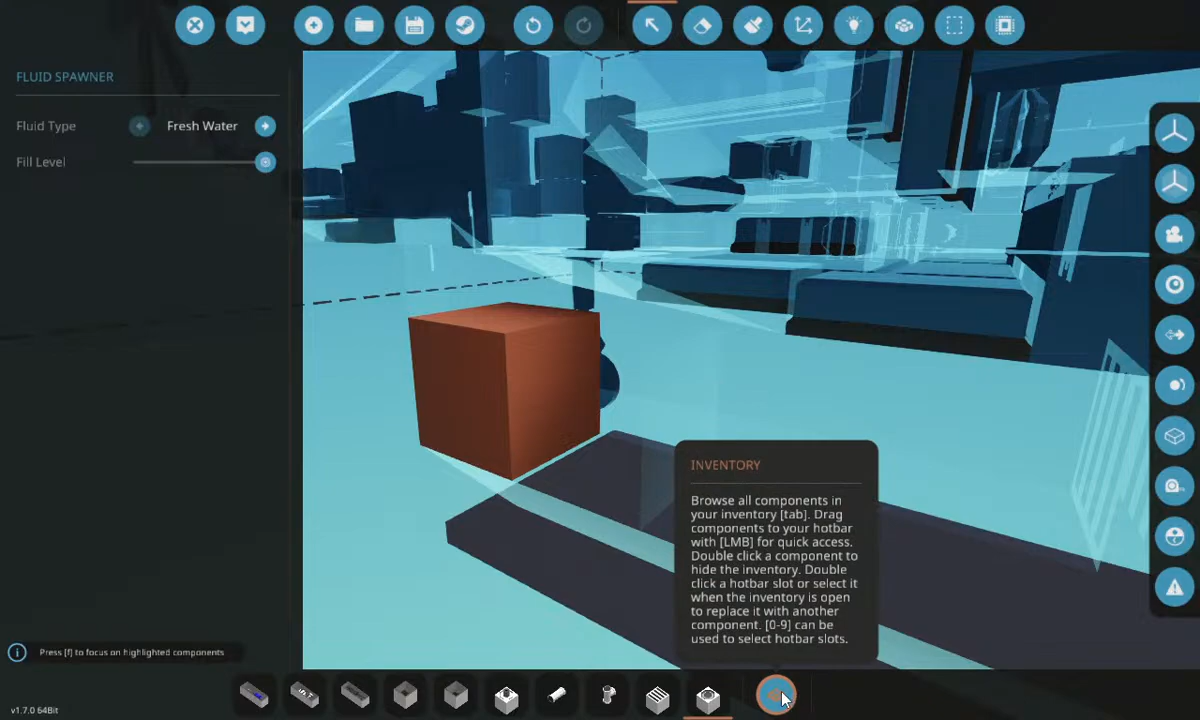 FLUID SPAWNER
Fluid Type Fresh Water
Fill Level
INVENTORY
Browse all components in
your inventory [tab]. Drag
components to your hotbar
with [LMB] for quick access.
Double click a component to
hide the inventory. Double
click a hotbar slot or select it
when the inventory is open
to replace it with another
component. [0-9] can be
used to select hotbar slots.
Press [f] to focus on highlighted components
v1.7.0 64Bit